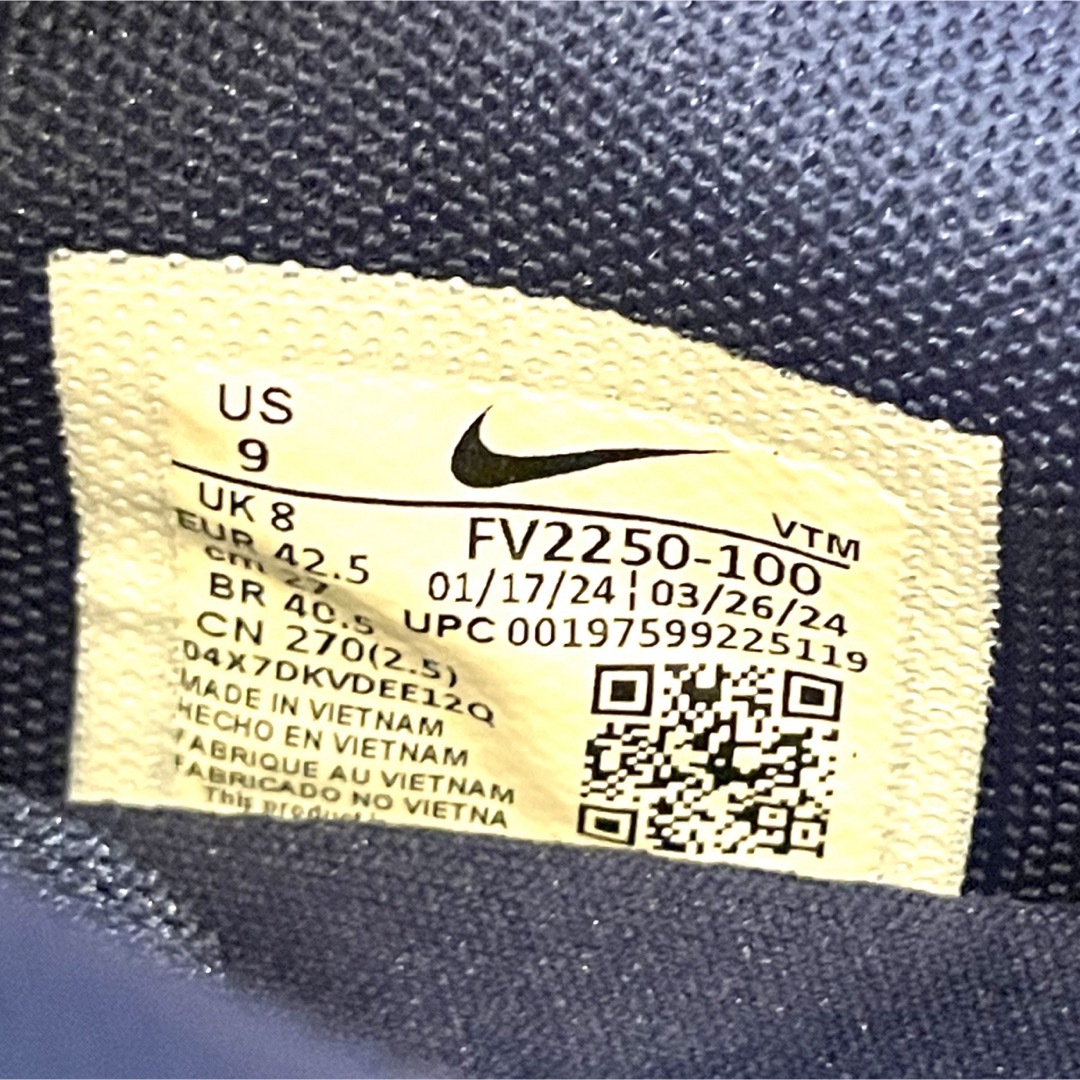 US
9
VTM
UK 8
EUR 42.5
cm 27
BR 40.5
CN 270(2.5)
FV2250-100
01/17/24 ¦ 03/26/24
UPC 00197599225119
04X7DKVDEE12Q
MADE IN VIETNAM
HECHO EN VIETNAM
FABRIQUE AU VIETNAM
FABRICADO NO VIETNA
This product